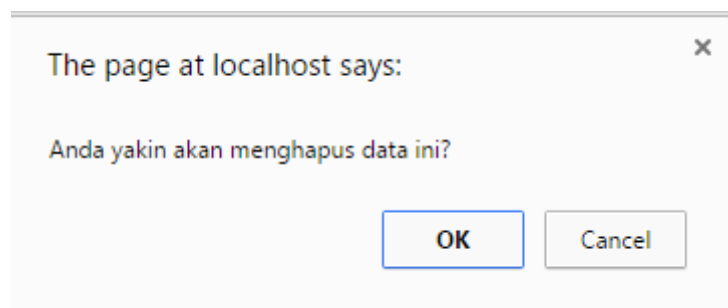 The page at localhost says:
Anda yakin akan menghapus data ini?
OK Cancel